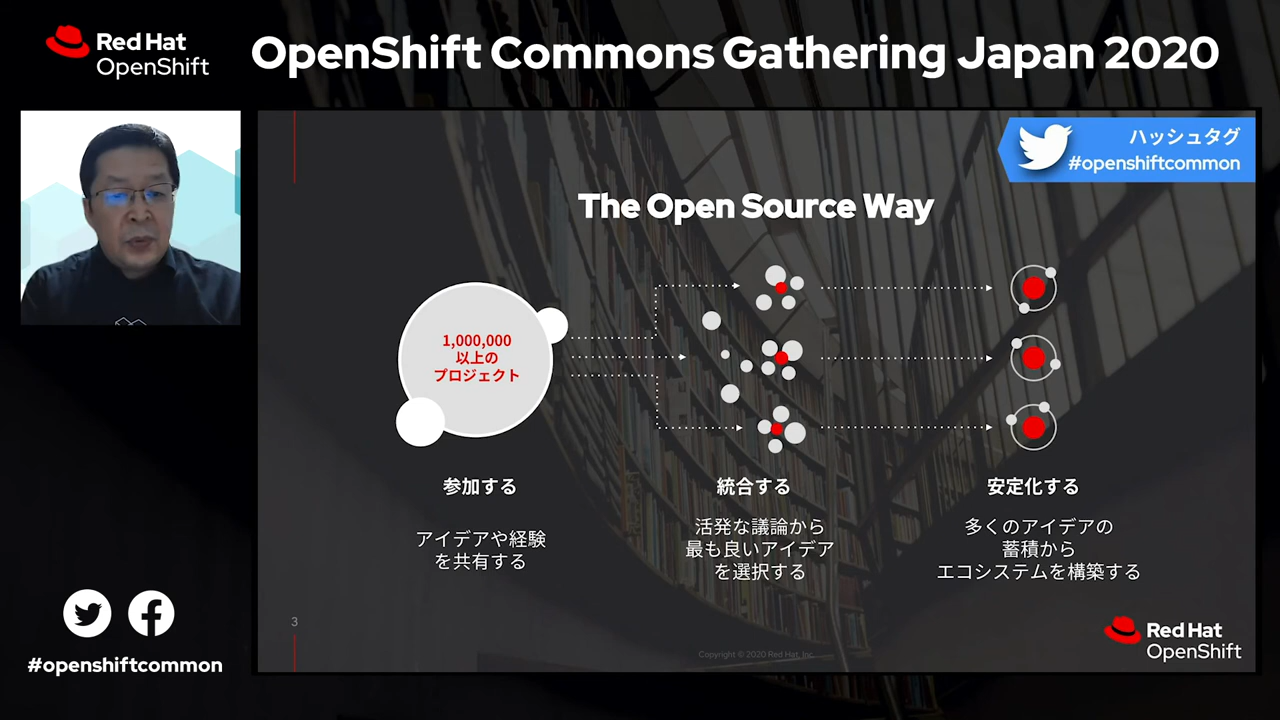 Red Hat
OpenShift
OpenShift Commons Gathering Japan 2020
ハッシュタグ
#openshiftcommon
The Open Source Way
1,000,000
以上の
プロジェクト
参加する
アイデアや経験
を共有する
統合する
活発な議論から
最も良いアイデア
を選択する
安定化する
多くのアイデアの
蓄積から
エコシステムを構築する
3
Copyright © 2020 Red Hat, Inc.
Red Hat
OpenShift
#openshiftcommon